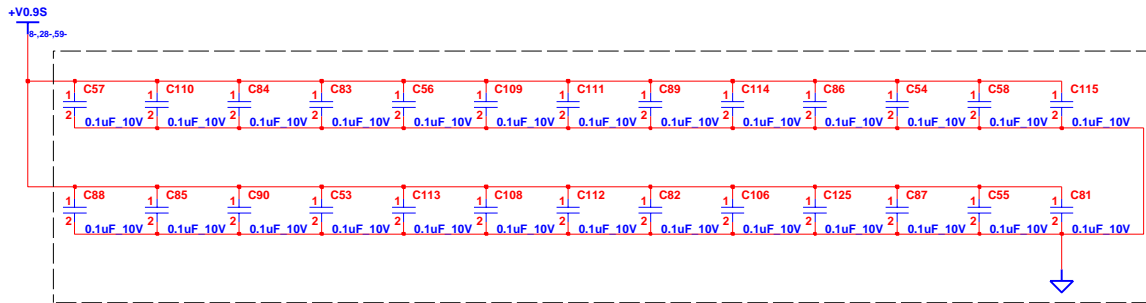 +V0.9S
8-,28-,59-
C57 C110 C84 C83 C56 C109 C111 C89 C114 C86 C54 C58 C115
1 1 1 1 1 1 1 1 1 1 1 1 1
2 2 2 2 2 2 2 2 2 2 2 2 2
0.1uF_10V 0.1uF_10V 0.1uF_10V 0.1uF_10V 0.1uF_10V 0.1uF_10V 0.1uF_10V 0.1uF_10V 0.1uF_10V 0.1uF_10V 0.1uF_10V 0.1uF_10V 0.1uF_10V
C88 C85 C90 C53 C113 C108 C112 C82 C106 C125 C87 C55 C81
1 1 1 1 1 1 1 1 1 1 1 1 1
2 2 2 2 2 2 2 2 2 2 2 2 2
0.1uF_10V 0.1uF_10V 0.1uF_10V 0.1uF_10V 0.1uF_10V 0.1uF_10V 0.1uF_10V 0.1uF_10V 0.1uF_10V 0.1uF_10V 0.1uF_10V 0.1uF_10V 0.1uF_10V